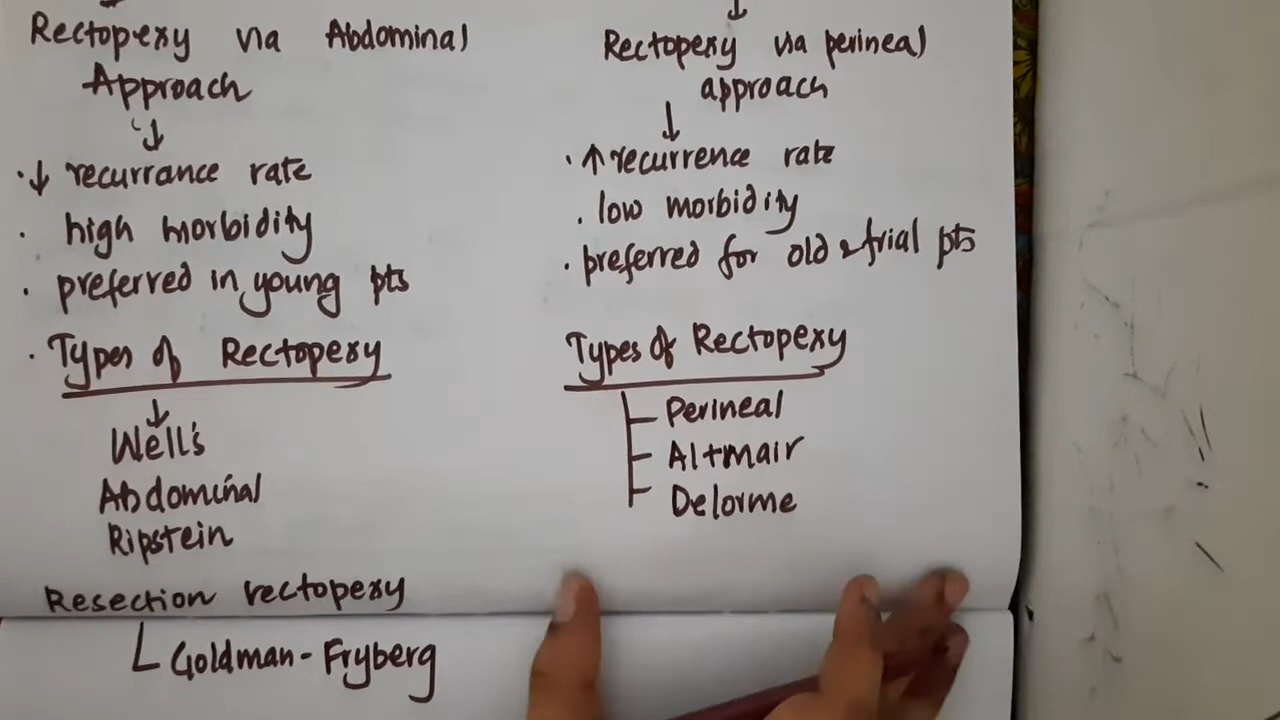 Rectopexy via Abdominal
Approach
↓
• ↓ recurrance rate
• high morbidity
• preferred in young pts
• Types of Rectopexy
↓
Well's
Abdominal
Ripstein
Resection rectopexy
└ Goldman - Fryberg
↓
Rectopexy via perineal
approach
↓
• ↑ recurrence rate
• low morbidity
• preferred for old & frial pts
Types of Rectopexy
Perineal
Altmair
Delorme